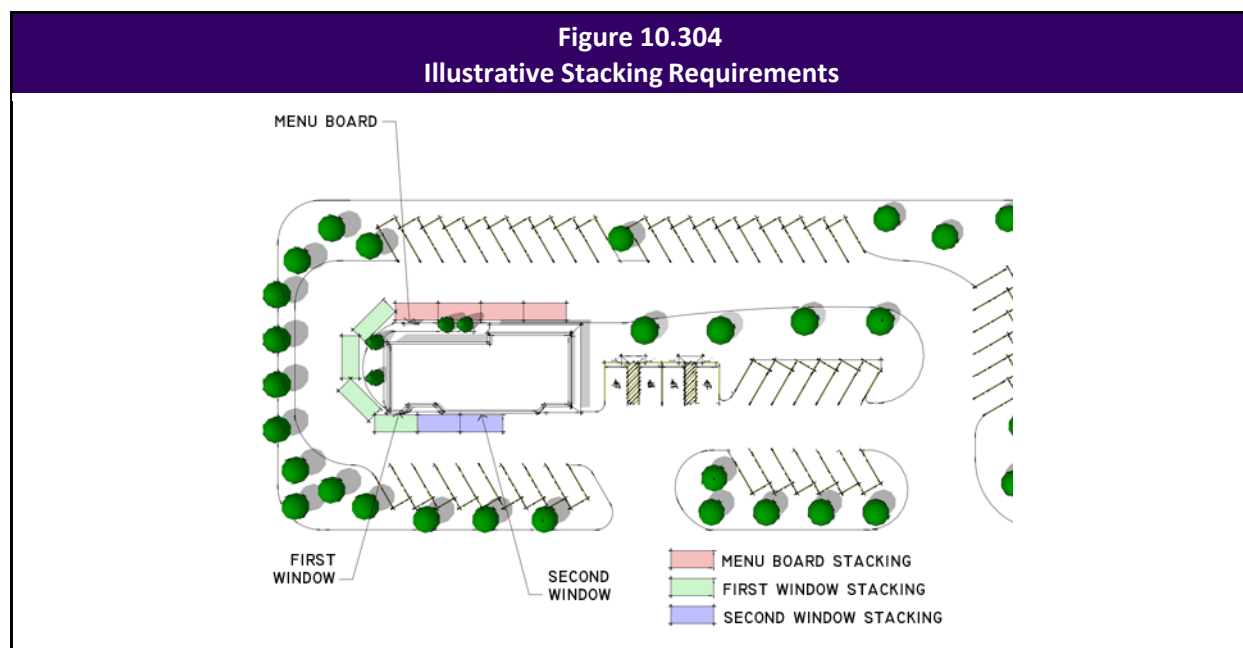 Figure 10.304
Illustrative Stacking Requirements
MENU BOARD
FIRST
WINDOW
SECOND
WINDOW
MENU BOARD STACKING
FIRST WINDOW STACKING
SECOND WINDOW STACKING